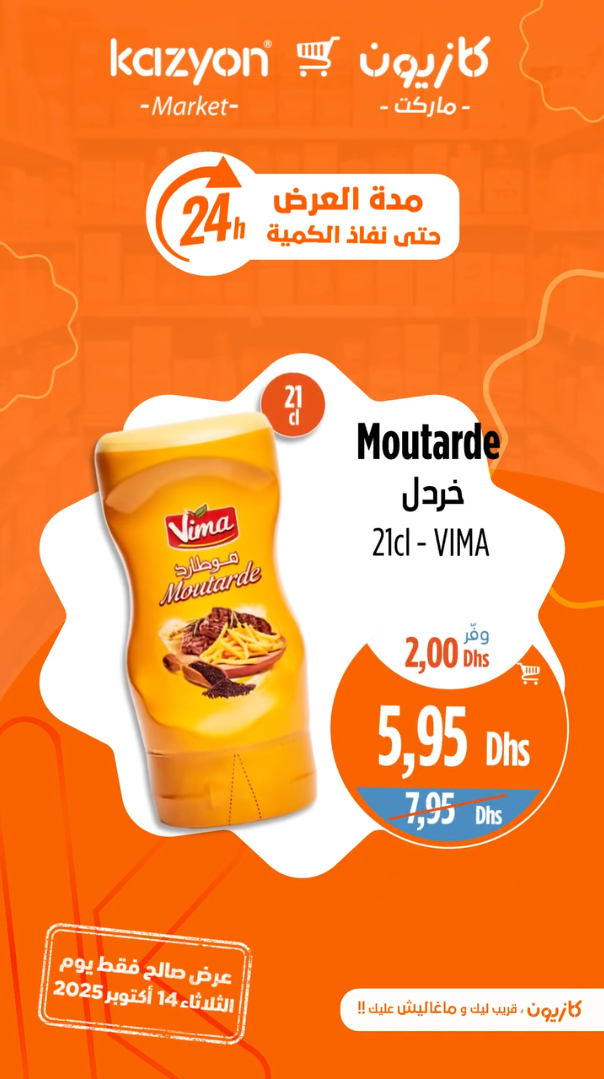 kazyon® كازيون
-Market- - ماركت -
24h
مدة العرض
حتى نفاذ الكمية
21
cl
Moutarde
خردل
21cl - VIMA
Vima
موطارد
Moutarde
وفّر
2,00 Dhs
5,95 Dhs
7,95 Dhs
عرض صالح فقط يوم
الثلاثاء 14 أكتوبر 2025
كازيون ، قريب ليك و ماغاليش عليك !!